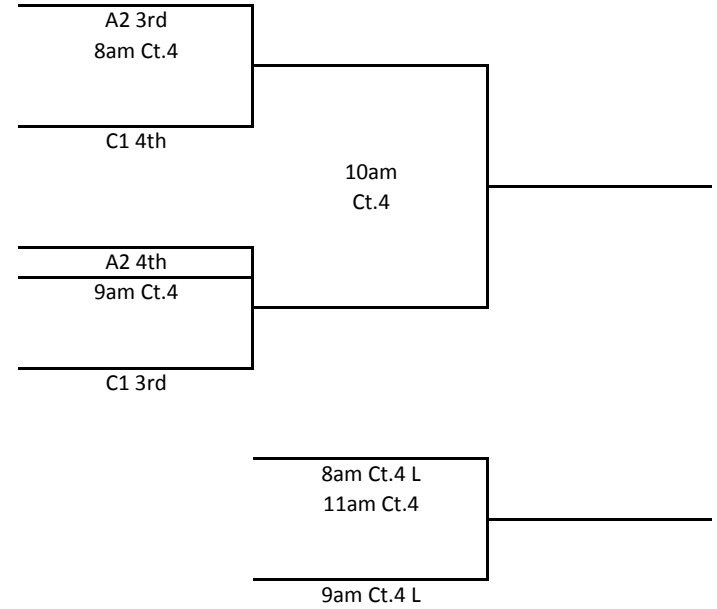 A2 3rd
8am Ct.4
C1 4th
10am
Ct.4
A2 4th
9am Ct.4
C1 3rd
8am Ct.4 L
11am Ct.4
9am Ct.4 L